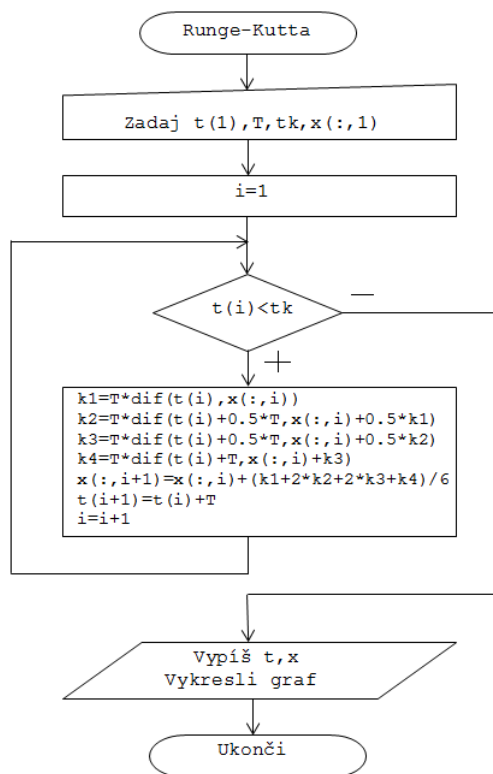 Runge-Kutta
Zadaj t(1),T,tk,x(:,1)
i=1
t(i)<tk
—
+
k1=T*dif(t(i),x(:,i))
k2=T*dif(t(i)+0.5*T,x(:,i)+0.5*k1)
k3=T*dif(t(i)+0.5*T,x(:,i)+0.5*k2)
k4=T*dif(t(i)+T,x(:,i)+k3)
x(:,i+1)=x(:,i)+(k1+2*k2+2*k3+k4)/6
t(i+1)=t(i)+T
i=i+1
Vypíš t,x
Vykresli graf
Ukonči